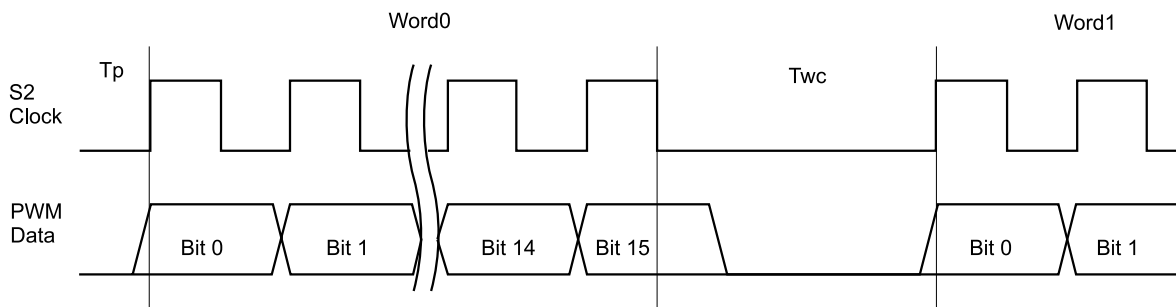 Word0
Word1
Tp
Twc
S2
Clock
PWM
Data
Bit 0
Bit 1
Bit 14
Bit 15
Bit 0
Bit 1